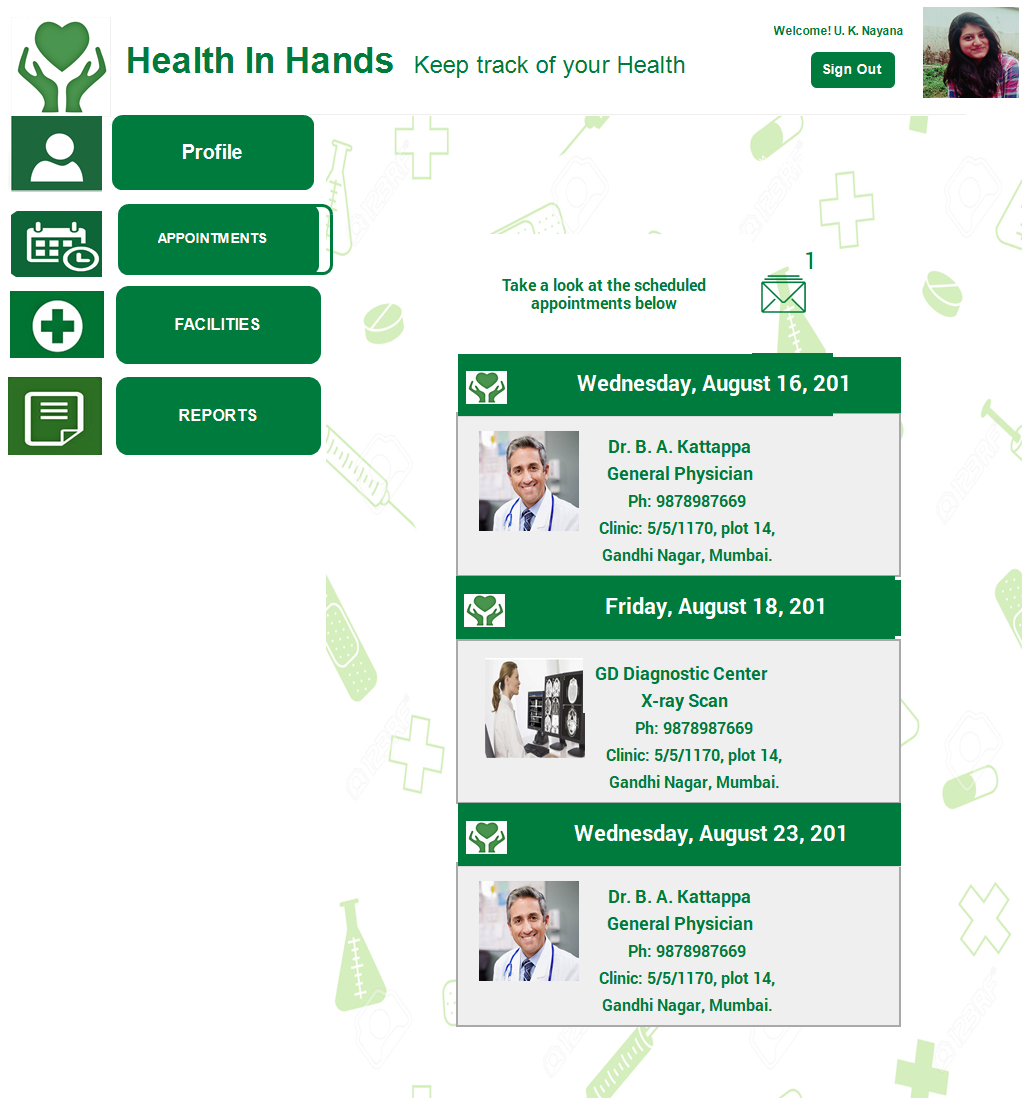 Welcome! U. K. Nayana
Health In Hands Keep track of your Health
Sign Out
Profile
APPOINTMENTS
FACILITIES
REPORTS
1
Take a look at the scheduled
appointments below
Wednesday, August 16, 201
Dr. B. A. Kattappa
General Physician
Ph: 9878987669
Clinic: 5/5/1170, plot 14,
Gandhi Nagar, Mumbai.
Friday, August 18, 201
GD Diagnostic Center
X-ray Scan
Ph: 9878987669
Clinic: 5/5/1170, plot 14,
Gandhi Nagar, Mumbai.
Wednesday, August 23, 201
Dr. B. A. Kattappa
General Physician
Ph: 9878987669
Clinic: 5/5/1170, plot 14,
Gandhi Nagar, Mumbai.
123RF
123RF
123RF